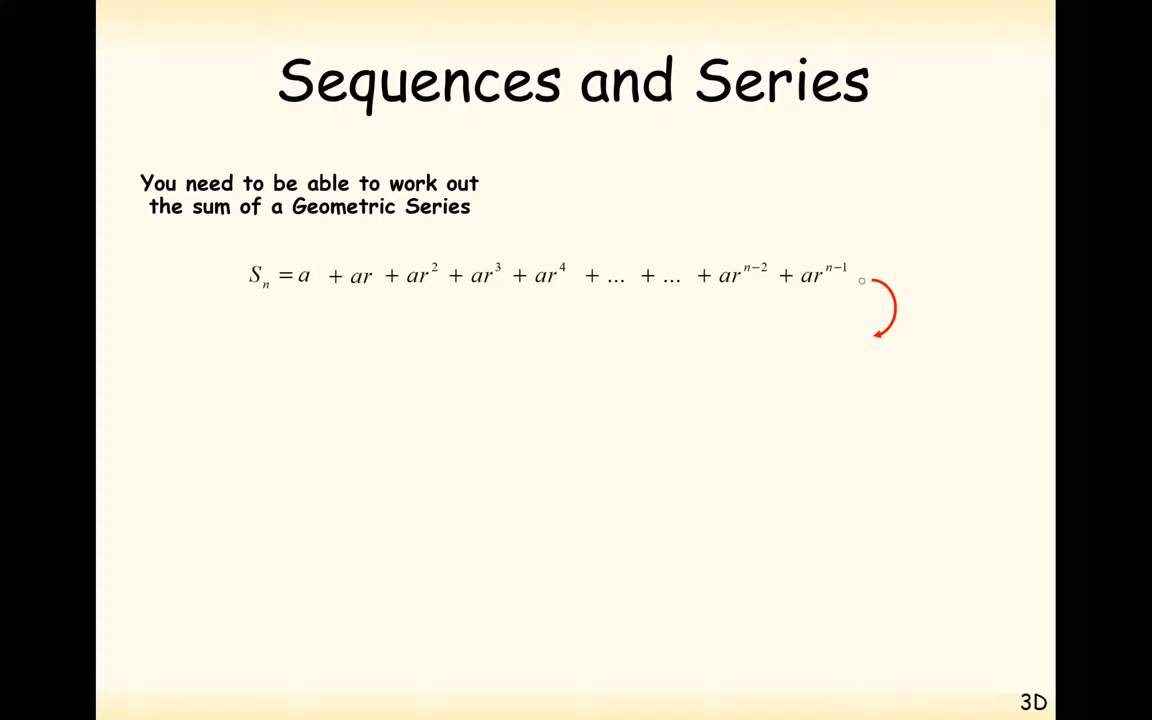 Sequences and Series
You need to be able to work out
the sum of a Geometric Series
Sₙ = a + ar + ar² + ar³ + ar⁴ + ... + ... + arⁿ⁻² + arⁿ⁻¹
3D